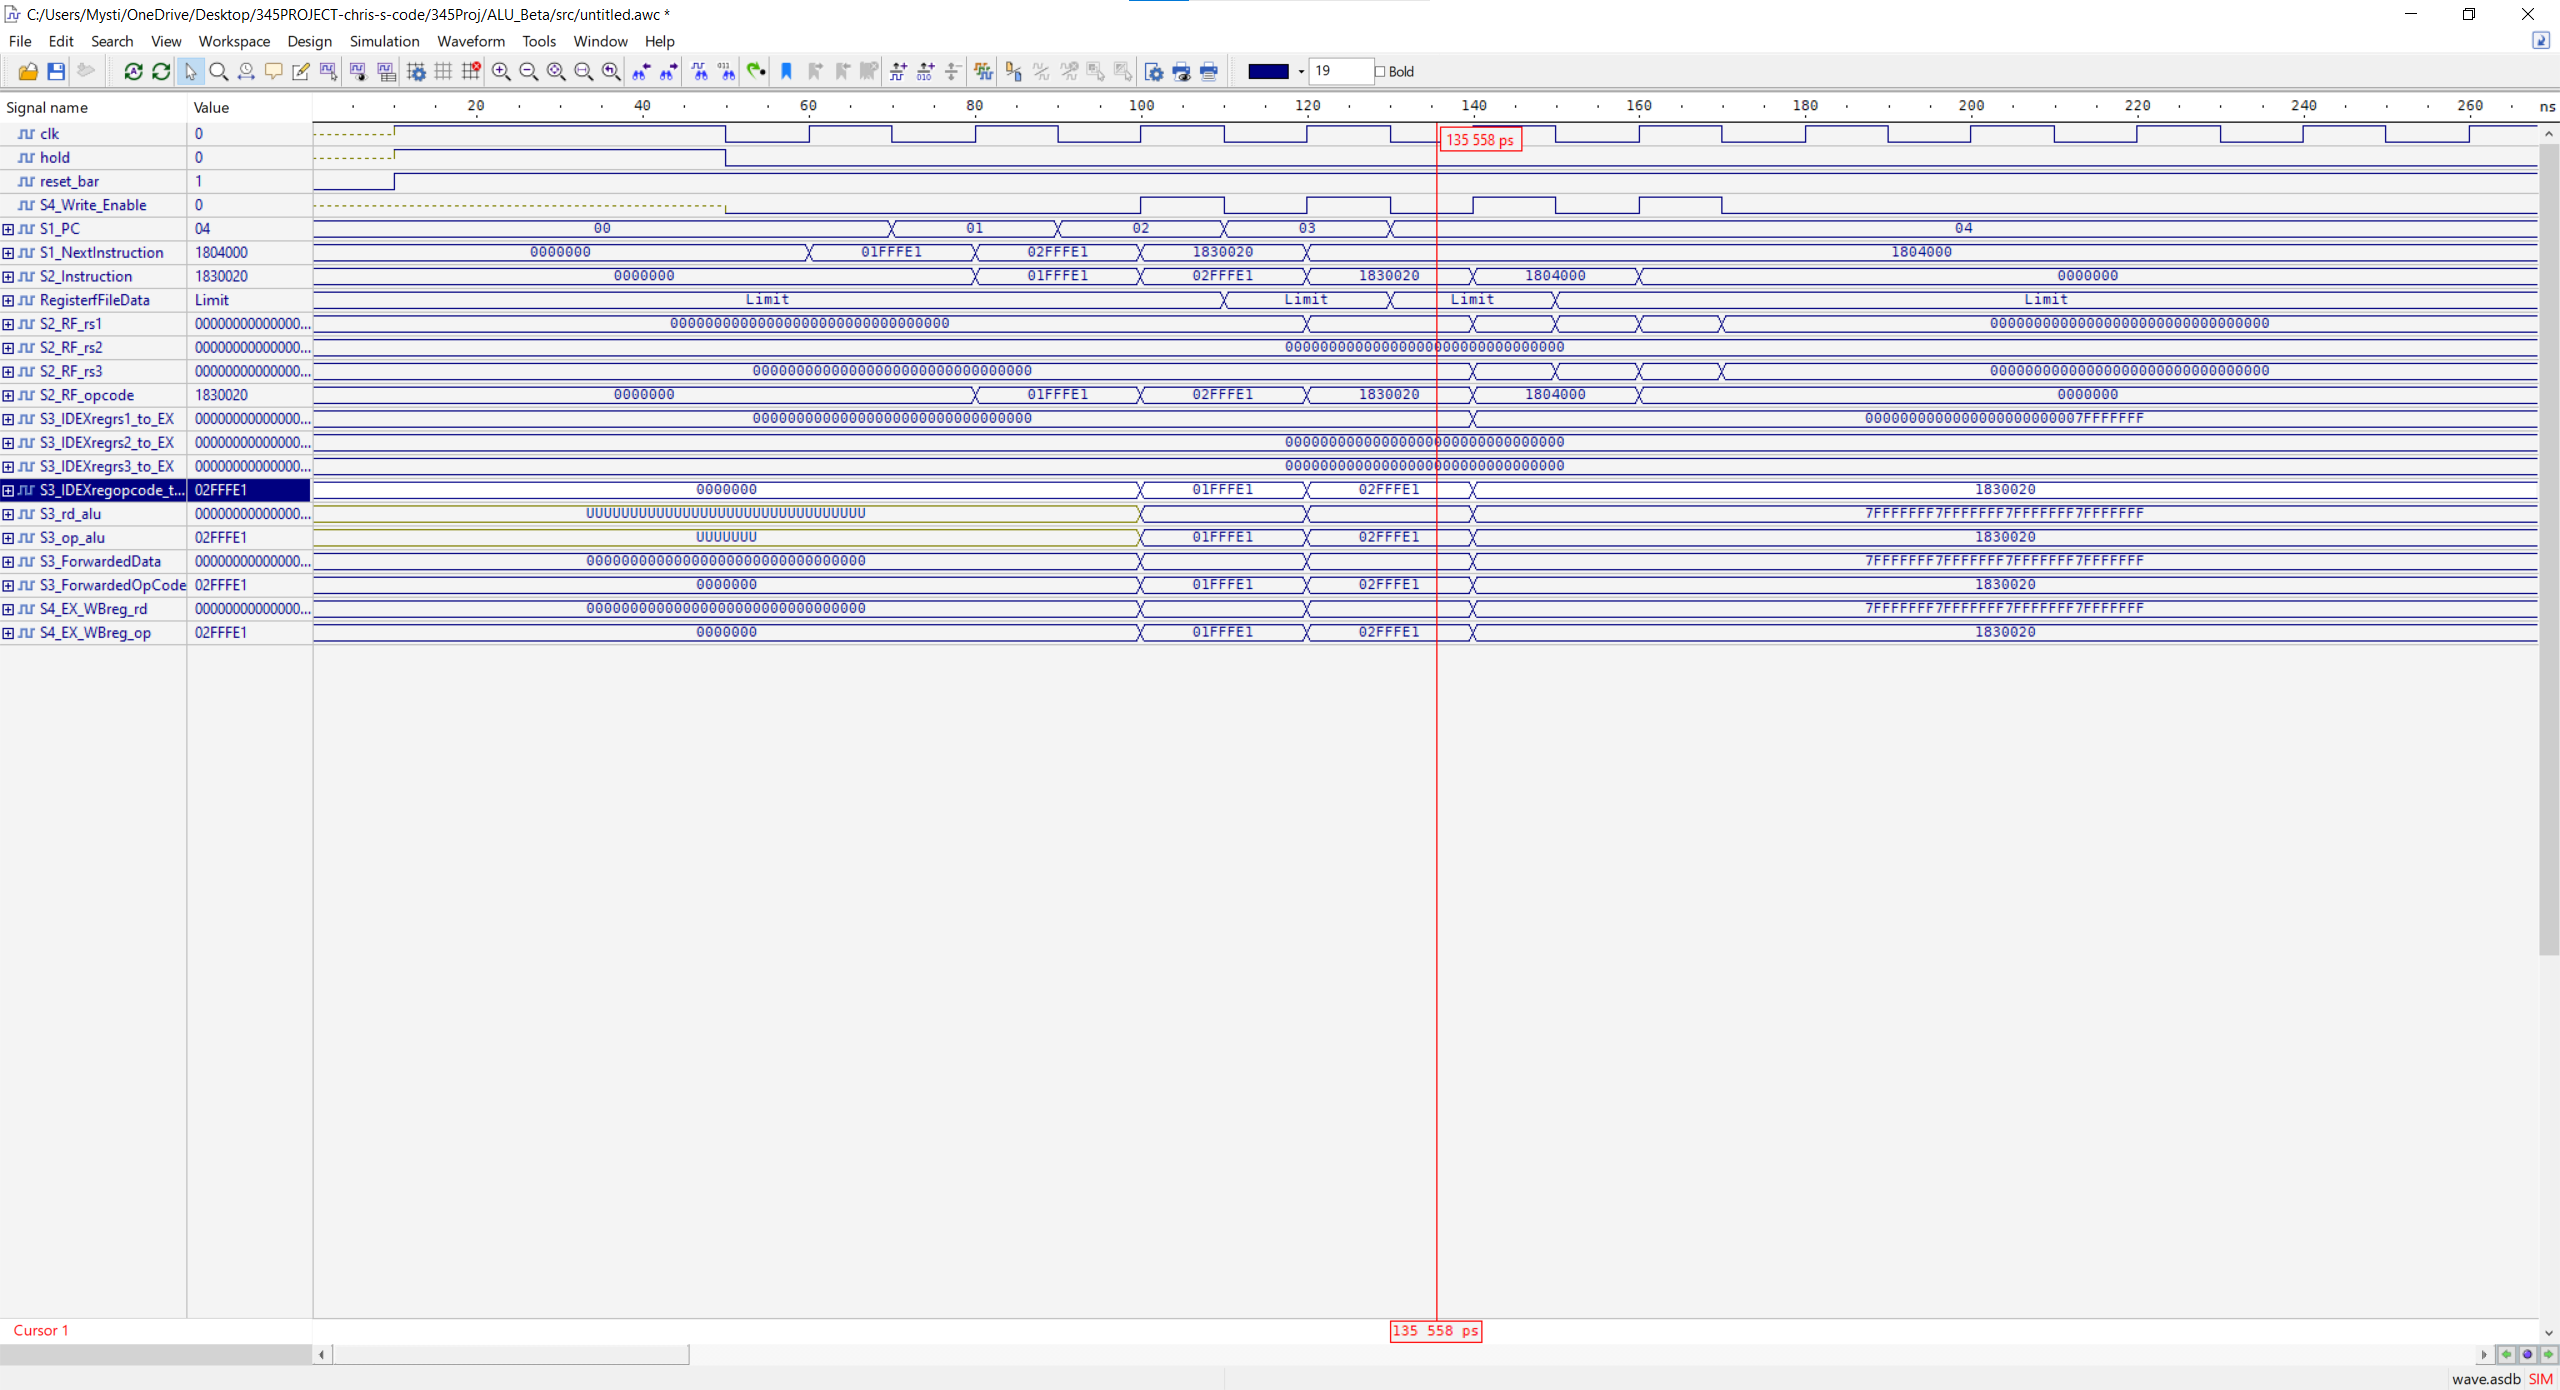 C:/Users/Mysti/OneDrive/Desktop/345PROJECT-chris-s-code/345Proj/ALU_Beta/src/untitled.awc *
File Edit Search View Workspace Design Simulation Waveform Tools Window Help
19 Bold
Signal name Value 20 40 60 80 100 120 140 160 180 200 220 240 260 ns
clk 0 135 558 ps
hold 0
reset_bar 1
S4_Write_Enable 0
S1_PC 04 00 01 02 03 04
S1_NextInstruction 1804000 0000000 01FFFE1 02FFFE1 1830020 1804000
S2_Instruction 1830020 0000000 01FFFE1 02FFFE1 1830020 1804000 0000000
RegisterfFileData Limit Limit Limit Limit Limit
S2_RF_rs1 00000000000000... 00000000000000000000000000000000 00000000000000000000000000000000
S2_RF_rs2 00000000000000... 00000000000000000000000000000000
S2_RF_rs3 00000000000000... 00000000000000000000000000000000 00000000000000000000000000000000
S2_RF_opcode 1830020 0000000 01FFFE1 02FFFE1 1830020 1804000 0000000
S3_IDEXregrs1_to_EX 00000000000000... 00000000000000000000000000000000 0000000000000000000000007FFFFFFF
S3_IDEXregrs2_to_EX 00000000000000... 00000000000000000000000000000000
S3_IDEXregrs3_to_EX 00000000000000... 00000000000000000000000000000000
S3_IDEXregopcode_t... 02FFFE1 0000000 01FFFE1 02FFFE1 1830020
S3_rd_alu 00000000000000... UUUUUUUUUUUUUUUUUUUUUUUUUUUUUUUU 7FFFFFFF7FFFFFFF7FFFFFFF7FFFFFFF
S3_op_alu 02FFFE1 UUUUUUU 01FFFE1 02FFFE1 1830020
S3_ForwardedData 00000000000000... 00000000000000000000000000000000 7FFFFFFF7FFFFFFF7FFFFFFF7FFFFFFF
S3_ForwardedOpCode 02FFFE1 0000000 01FFFE1 02FFFE1 1830020
S4_EX_WBreg_rd 00000000000000... 00000000000000000000000000000000 7FFFFFFF7FFFFFFF7FFFFFFF7FFFFFFF
S4_EX_WBreg_op 02FFFE1 0000000 01FFFE1 02FFFE1 1830020
Cursor 1 135 558 ps
wave.asdb SIM